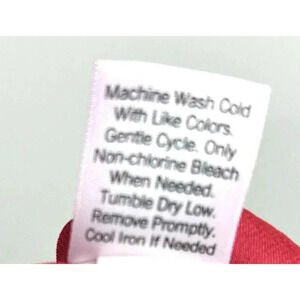 Machine Wash Cold
With Like Colors.
Gentle Cycle. Only
Non-chlorine Bleach
When Needed.
Tumble Dry Low.
Remove Promptly.
Cool Iron If Needed